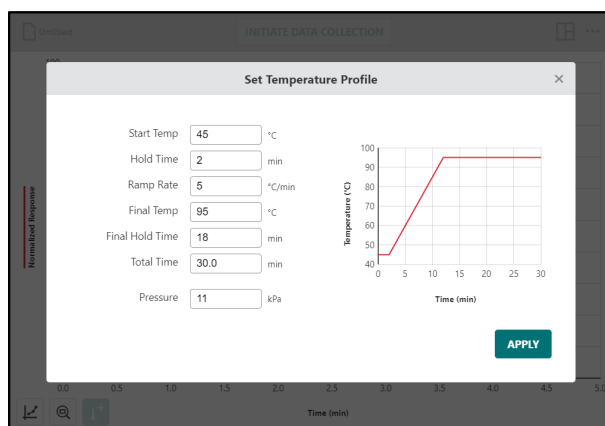 Untitled
INITIATE DATA COLLECTION
...
Set Temperature Profile
×
Start Temp 45 °C
Hold Time 2 min
Ramp Rate 5 °C/min
Final Temp 95 °C
Final Hold Time 18 min
Total Time 30.0 min
Pressure 11 kPa
Temperature (°C)
100
90
80
70
60
50
40
0 5 10 15 20 25 30
Time (min)
APPLY
Normalized Response
0.0 0.5 1.0 1.5 2.0 2.5 3.0 3.5 4.0 4.5 5.0
Time (min)